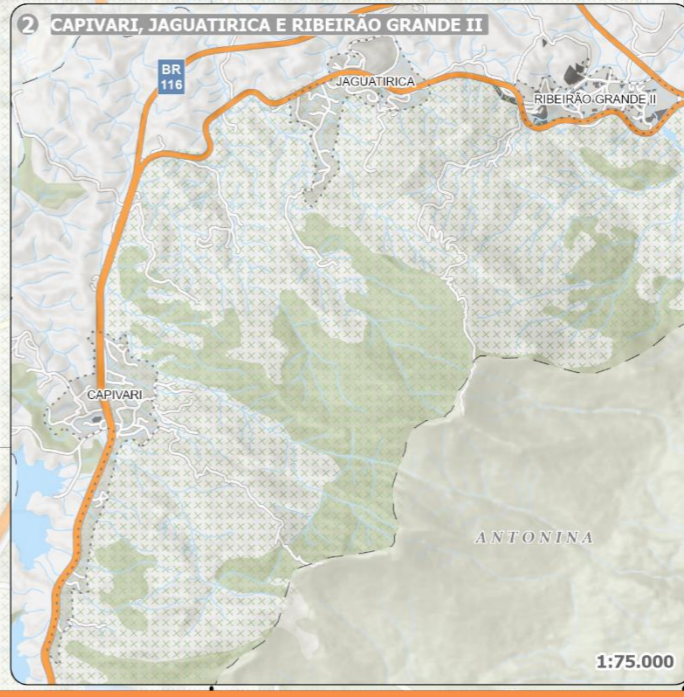 2 CAPIVARI, JAGUATIRICA E RIBEIRÃO GRANDE II
BR
116
JAGUATIRICA
RIBEIRÃO GRANDE II
CAPIVARI
ANTONINA
1:75.000